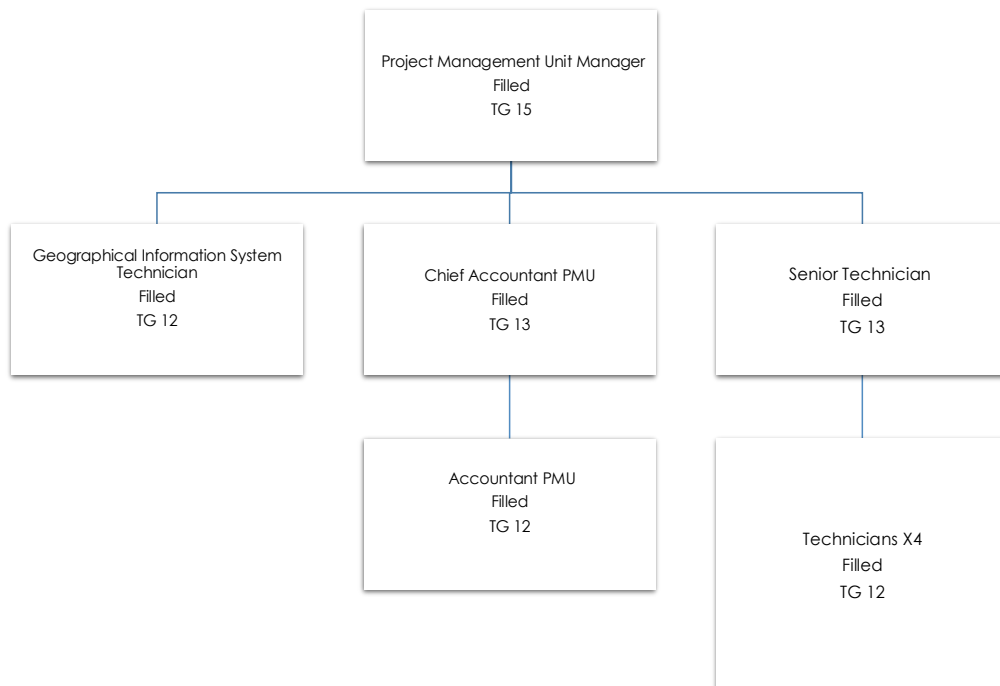 Project Management Unit Manager
Filled
TG 15
Geographical Information System
Technician
Filled
TG 12
Chief Accountant PMU
Filled
TG 13
Senior Technician
Filled
TG 13
Accountant PMU
Filled
TG 12
Technicians X4
Filled
TG 12